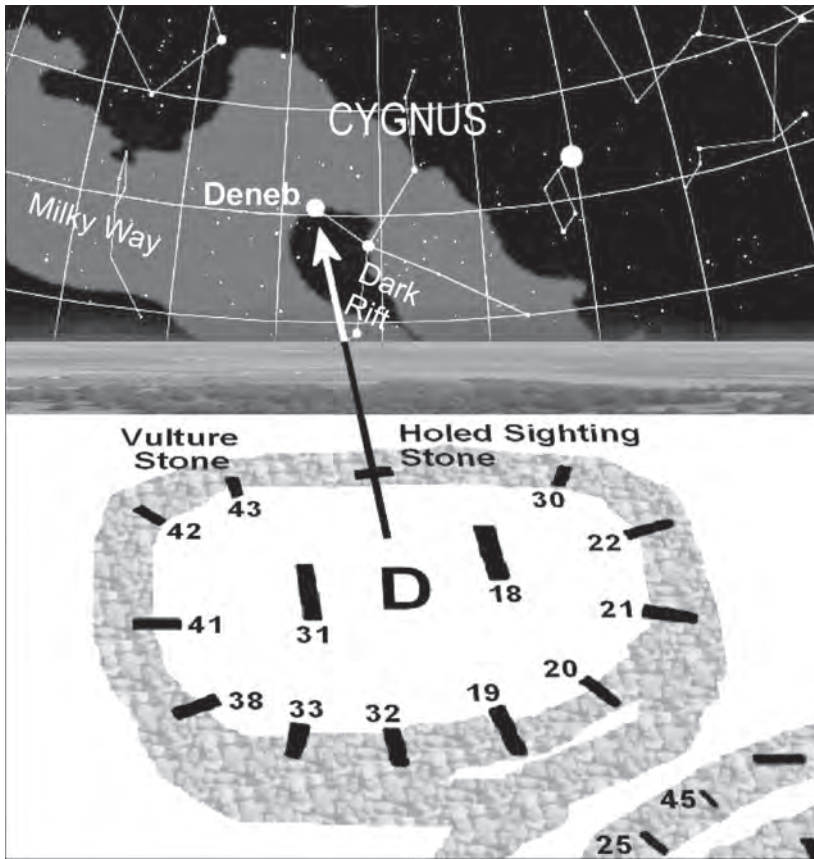 CYGNUS
Deneb
Milky Way
Dark
Rift
Vulture
Stone
Holed Sighting
Stone
43
42
30
22
D
18
31
41
21
20
19
38
33
32
45
25